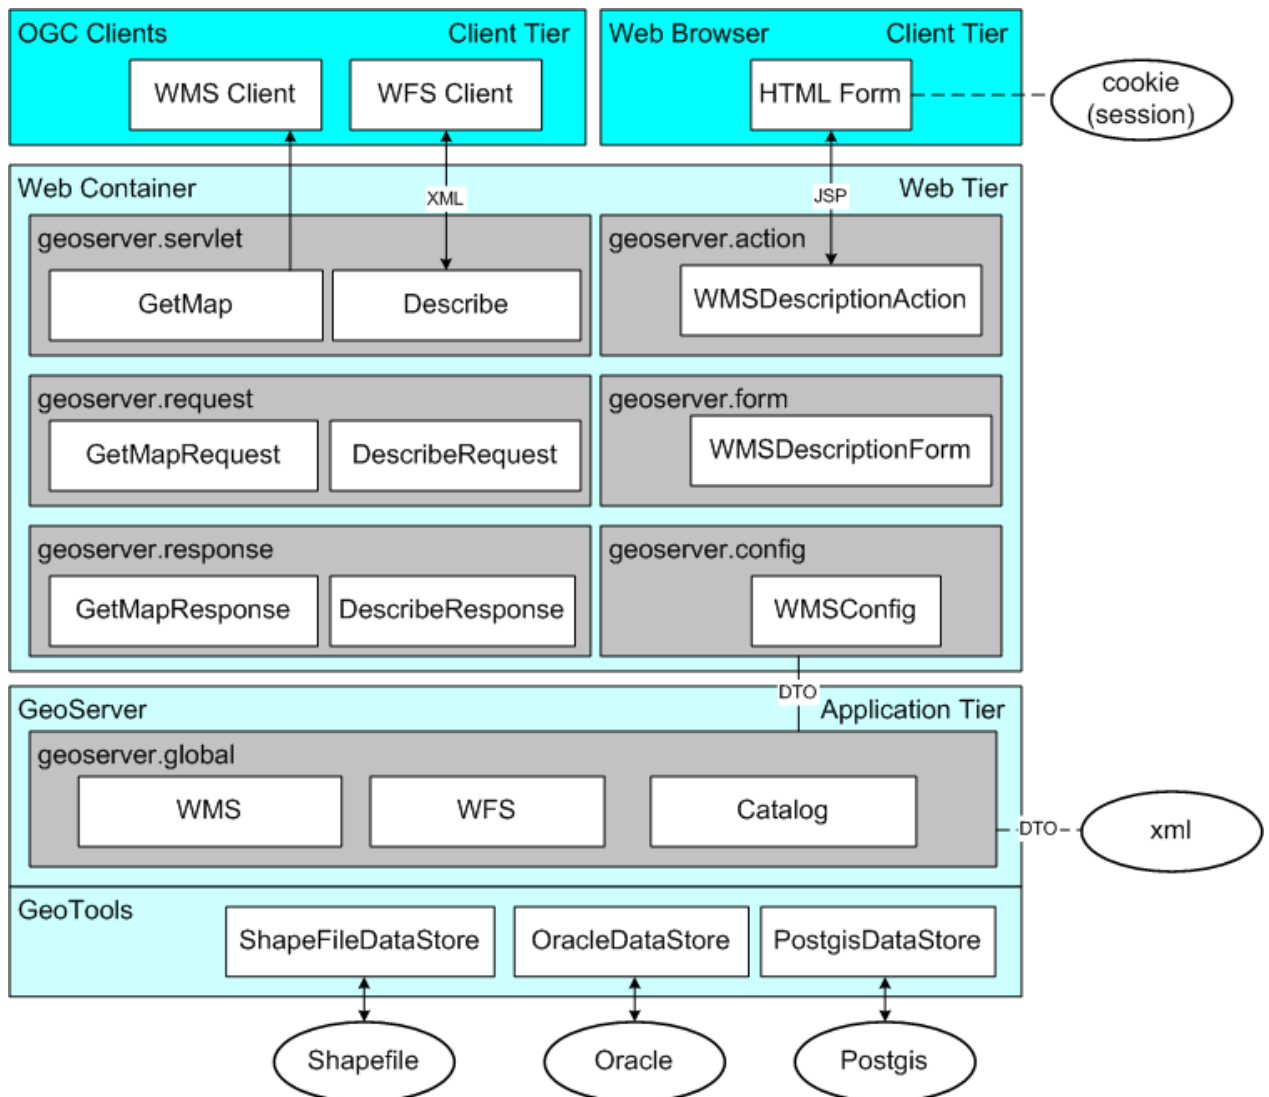 OGC Clients
Client Tier
Web Browser
Client Tier
WMS Client
WFS Client
HTML Form
cookie
(session)
Web Container
Web Tier
XML
JSP
geoserver.servlet
geoserver.action
GetMap
Describe
WMSDescriptionAction
geoserver.request
geoserver.form
GetMapRequest
DescribeRequest
WMSDescriptionForm
geoserver.response
geoserver.config
GetMapResponse
DescribeResponse
WMSConfig
DTO
GeoServer
Application Tier
geoserver.global
WMS
WFS
Catalog
DTO
xml
GeoTools
ShapeFileDataStore
OracleDataStore
PostgisDataStore
Shapefile
Oracle
Postgis